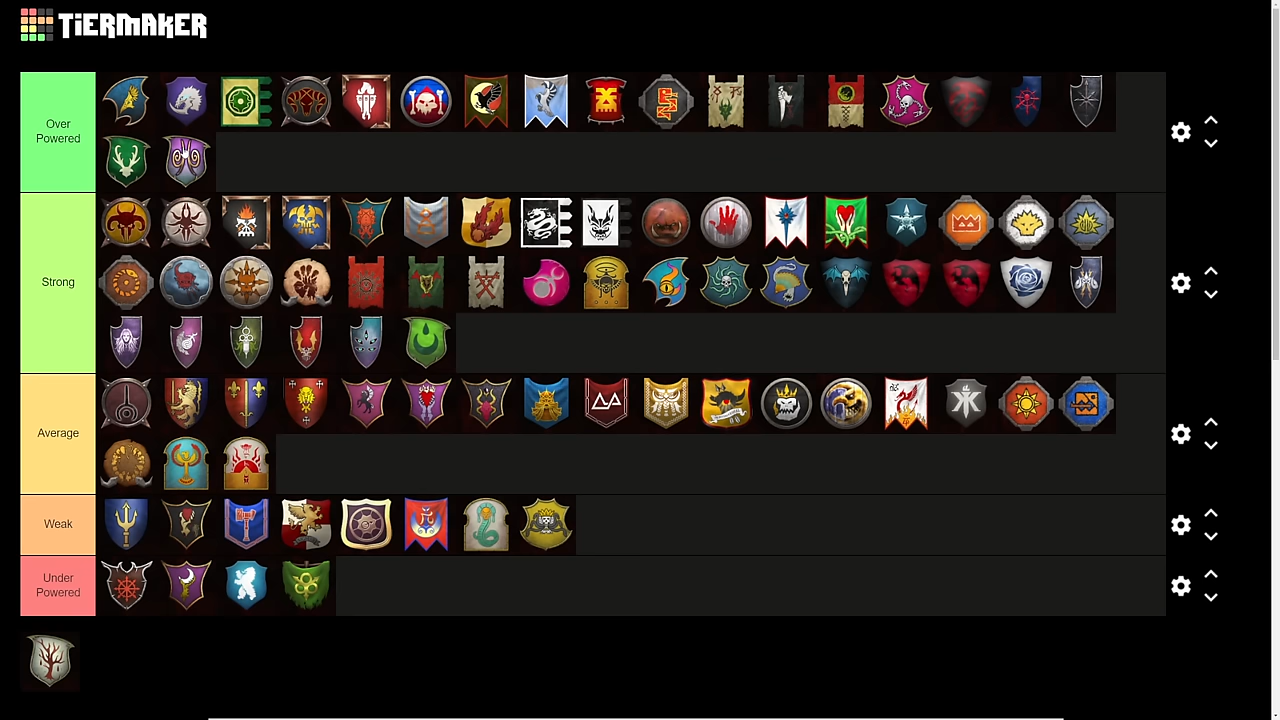 TIERMAKER
Over
Powered
Strong
Average
Weak
Under
Powered